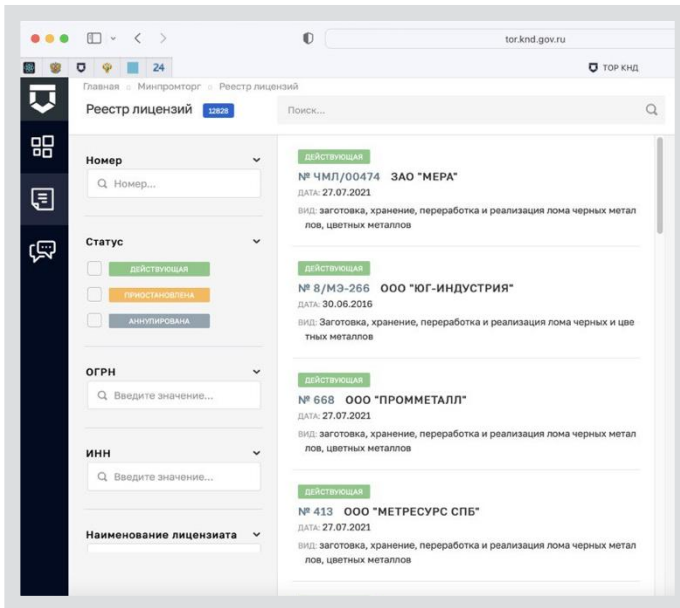 tor.knd.gov.ru
24
ТОР КНД
Главная Минпромторг Реестр лицензий
Реестр лицензий 12828
Поиск...
Номер
Номер...
Статус
ДЕЙСТВУЮЩАЯ
ПРИОСТАНОВЛЕНА
АННУЛИРОВАНА
ОГРН
Введите значение...
ИНН
Введите значение...
Наименование лицензиата
ДЕЙСТВУЮЩАЯ
№ ЧМЛ/00474 ЗАО "МЕРА"
ДАТА: 27.07.2021
ВИД: заготовка, хранение, переработка и реализация лома черных метал
лов, цветных металлов
ДЕЙСТВУЮЩАЯ
№ 8/МЭ-266 ООО "ЮГ-ИНДУСТРИЯ"
ДАТА: 30.06.2016
ВИД: Заготовка, хранение, переработка и реализация лома черных и цве
тных металлов
ДЕЙСТВУЮЩАЯ
№ 668 ООО "ПРОММЕТАЛЛ"
ДАТА: 27.07.2021
ВИД: заготовка, хранение, переработка и реализация лома черных метал
лов, цветных металлов
ДЕЙСТВУЮЩАЯ
№ 413 ООО "МЕТРЕСУРС СПБ"
ДАТА: 27.07.2021
ВИД: заготовка, хранение, переработка и реализация лома черных метал
лов, цветных металлов